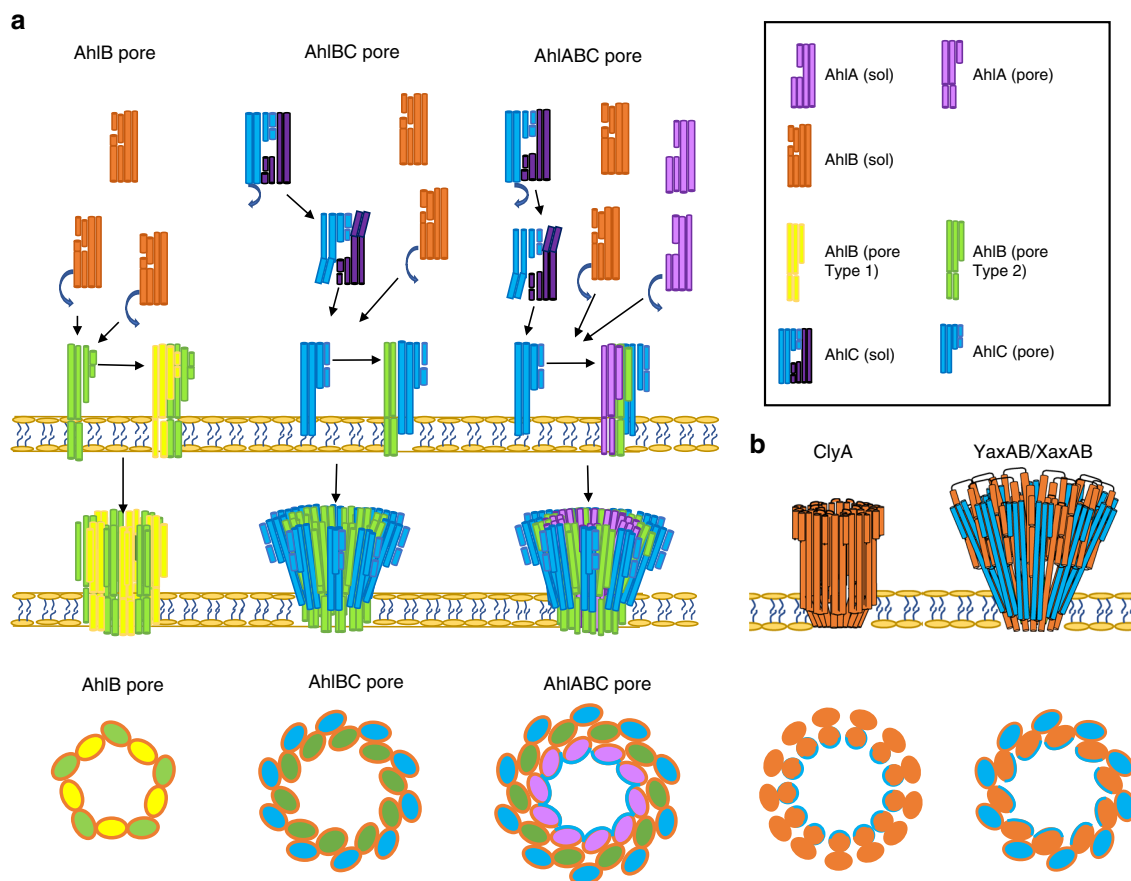 a
AhlB pore
AhlBC pore
AhlABC pore
AhlA (sol)
AhlA (pore)
AhlB (sol)
AhlB (pore
Type 1)
AhlB (pore
Type 2)
AhlC (sol)
AhlC (pore)
b
ClyA
YaxAB/XaxAB
AhlB pore
AhlBC pore
AhlABC pore